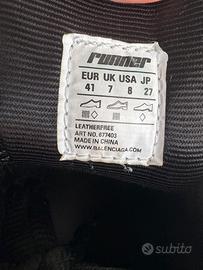 runner
EUR UK USA JP
41 7 8 27
LEATHERFREE
ART NO. 677403
MADE IN CHINA
WWW.BALENCIAGA.COM
subito